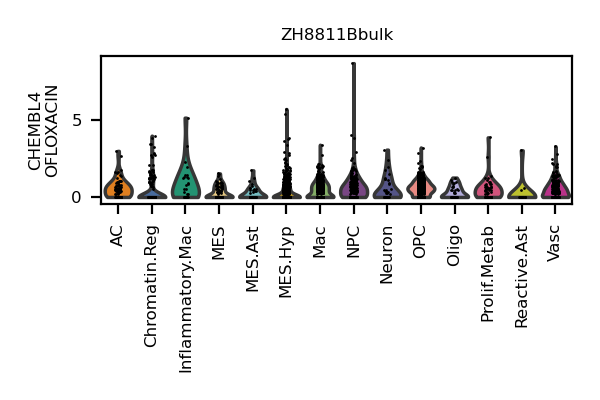 ZH8811Bbulk
CHEMBL4
OFLOXACIN
5
0
AC
Chromatin.Reg
Inflammatory.Mac
MES
MES.Ast
MES.Hyp
Mac
NPC
Neuron
OPC
Oligo
Prolif.Metab
Reactive.Ast
Vasc